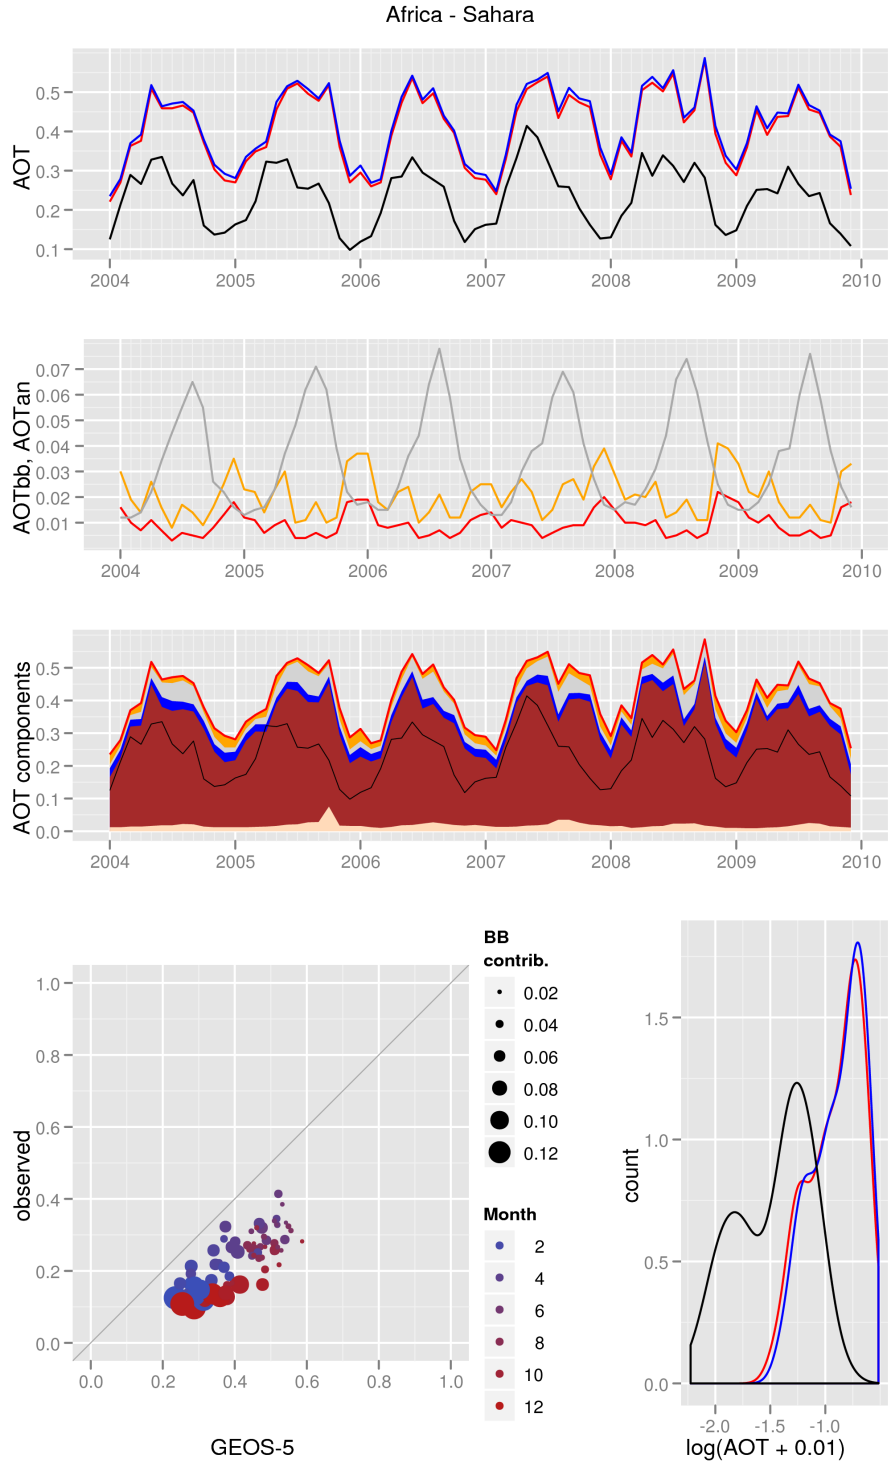 Africa - Sahara
AOT
0.5
0.4
0.3
0.2
0.1
2004 2005 2006 2007 2008 2009 2010
AOTbb, AOTan
0.07
0.06
0.05
0.04
0.03
0.02
0.01
2004 2005 2006 2007 2008 2009 2010
AOT components
0.5
0.4
0.3
0.2
0.1
0.0
2004 2005 2006 2007 2008 2009 2010
observed
1.0
0.8
0.6
0.4
0.2
0.0
0.0 0.2 0.4 0.6 0.8 1.0
GEOS-5
BB
contrib.
0.02
0.04
0.06
0.08
0.10
0.12
Month
2
4
6
8
10
12
count
1.5
1.0
0.5
0.0
-2.0 -1.5 -1.0
log(AOT + 0.01)